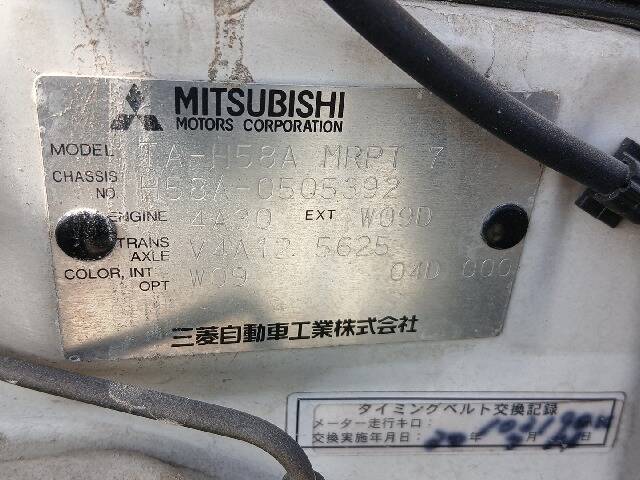 MITSUBISHI
MOTORS CORPORATION
MODEL TA-H58A MRPT 7
CHASSIS NO. H58A-0505392
ENGINE 4A30 EXT W09D
TRANS AXLE V4A12 5625
COLOR, INT OPT W09 04D 000
三菱自動車工業株式会社
タイミングベルト交換記録
メーター走行キロ:
交換実施年月日: 年 月 日